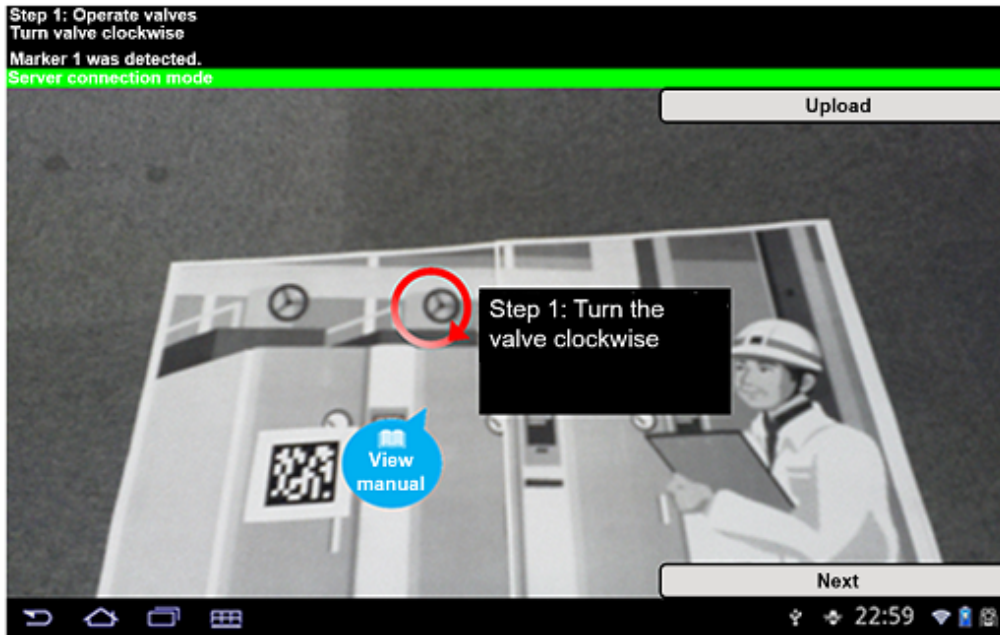 Step 1: Operate valves
Turn valve clockwise
Marker 1 was detected.
Server connection mode
Upload
Step 1: Turn the
valve clockwise
View
manual
Next
22:59